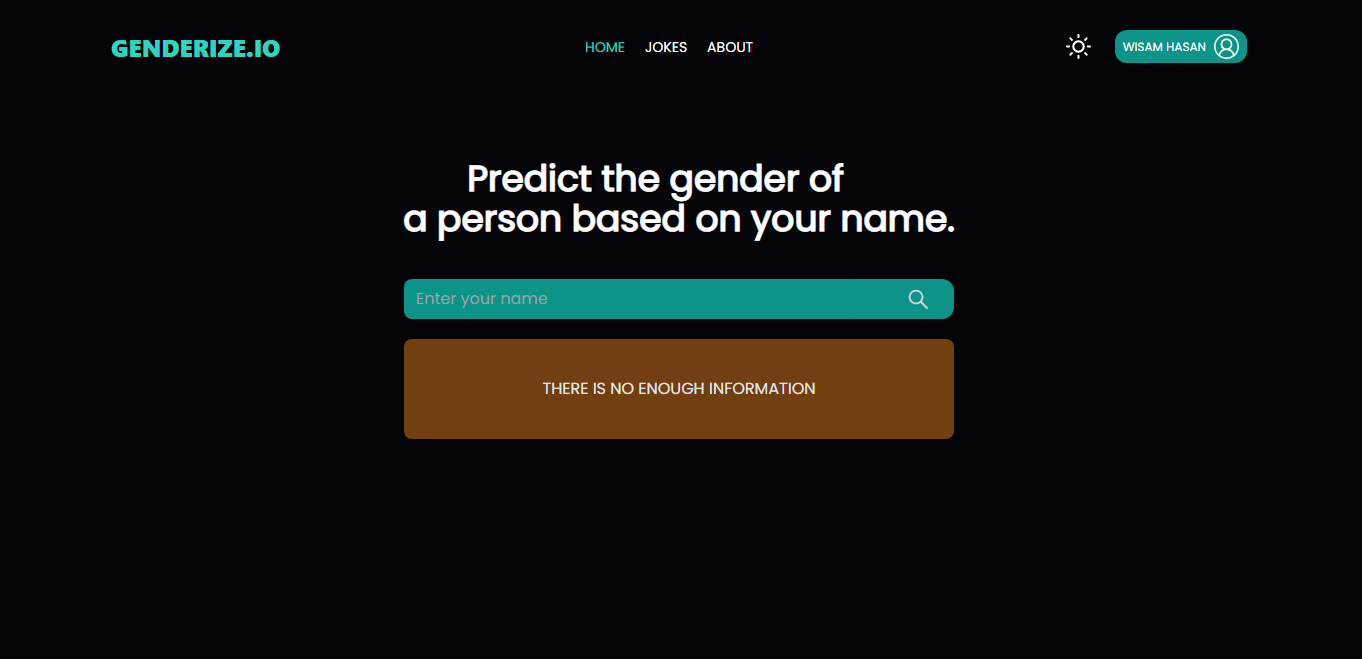 GENDERIZE.IO
HOME JOKES ABOUT
WISAM HASAN
Predict the gender of
a person based on your name.
Enter your name
THERE IS NO ENOUGH INFORMATION